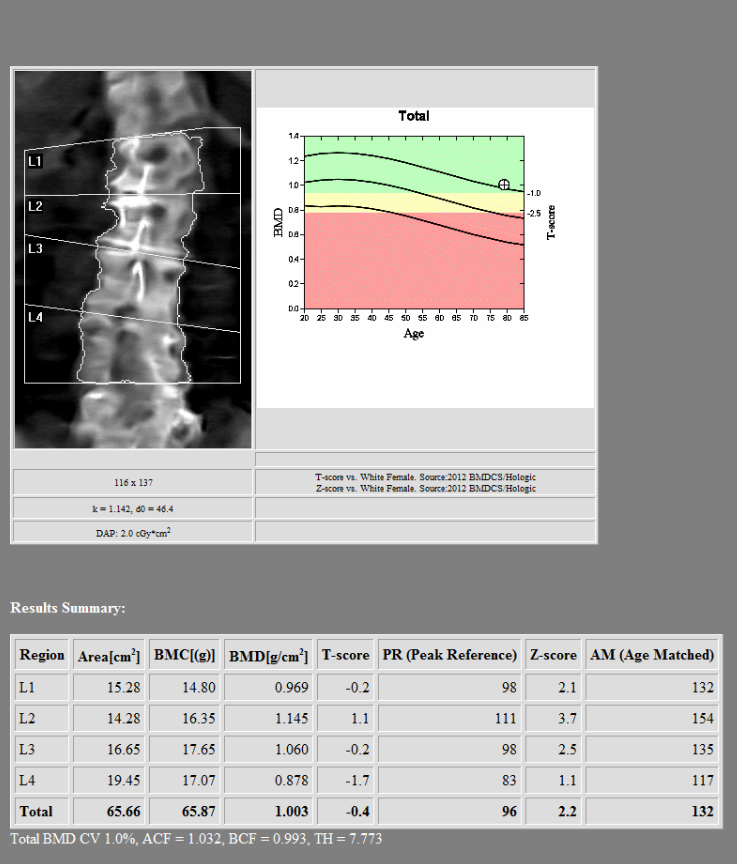 L1
L2
L3
L4
Total
1.4
1.2
1.0
0.8
0.6
0.4
0.2
0.0
BMD
20 25 30 35 40 45 50 55 60 65 70 75 80 85
Age
-1.0
-2.5
T-score
116 x 137
T-score vs. White Female. Source:2012 BMDCS/Hologic
Z-score vs. White Female. Source:2012 BMDCS/Hologic
k = 1.142, d0 = 46.4
DAP: 2.0 cGy*cm²
Results Summary:
Region Area[cm²] BMC[(g)] BMD[g/cm²] T-score PR (Peak Reference) Z-score AM (Age Matched)
L1 15.28 14.80 0.969 -0.2 98 2.1 132
L2 14.28 16.35 1.145 1.1 111 3.7 154
L3 16.65 17.65 1.060 -0.2 98 2.5 135
L4 19.45 17.07 0.878 -1.7 83 1.1 117
Total 65.66 65.87 1.003 -0.4 96 2.2 132
Total BMD CV 1.0%, ACF = 1.032, BCF = 0.993, TH = 7.773